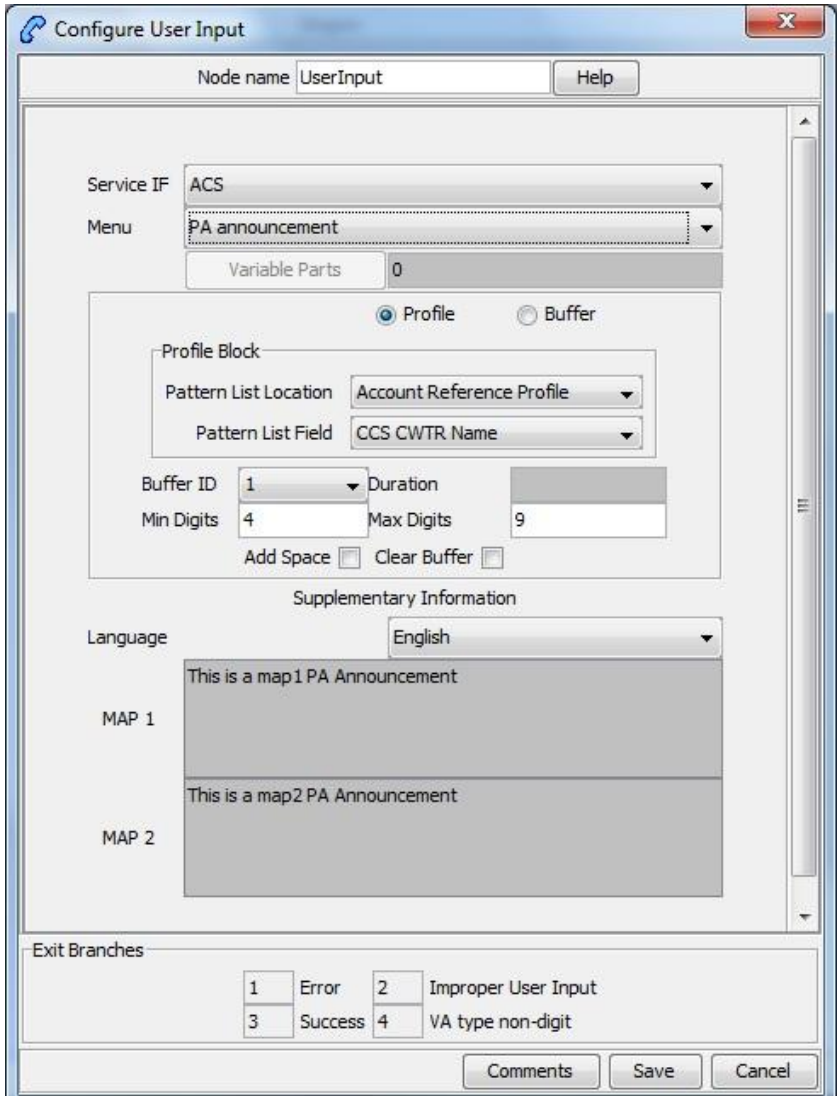 Configure User Input
Node name UserInput Help
Service IF ACS
Menu PA announcement
Variable Parts 0
Profile Buffer
Profile Block
Pattern List Location Account Reference Profile
Pattern List Field CCS CWTR Name
Buffer ID 1 Duration
Min Digits 4 Max Digits 9
Add Space Clear Buffer
Supplementary Information
Language English
This is a map1 PA Announcement
MAP 1
This is a map2 PA Announcement
MAP 2
Exit Branches
1 Error 2 Improper User Input
3 Success 4 VA type non-digit
Comments Save Cancel